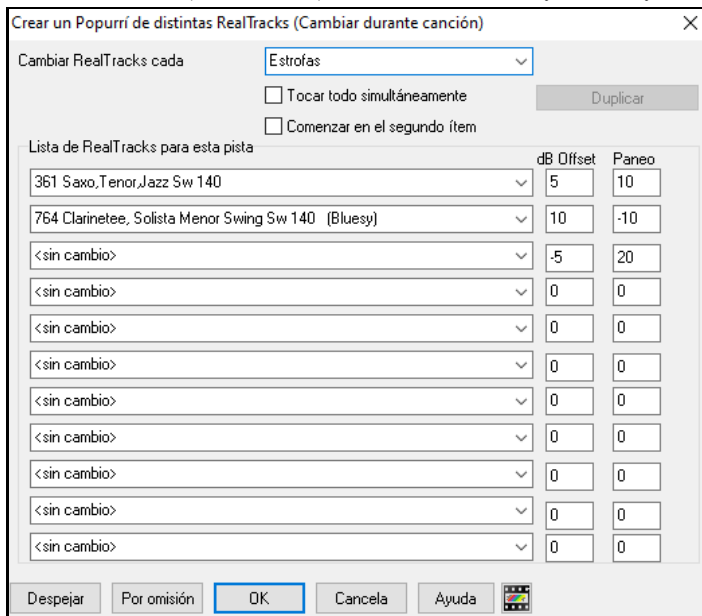 Crear un Popurrí de distintas RealTracks (Cambiar durante canción)
Cambiar RealTracks cada Estrofas
Tocar todo simultáneamente Duplicar
Comenzar en el segundo ítem
Lista de RealTracks para esta pista dB Offset Paneo
361 Saxo,Tenor,Jazz Sw 140 5 10
764 Clarinetee, Solista Menor Swing Sw 140 (Bluesy) 10 -10
<sin cambio> -5 20
<sin cambio> 0 0
<sin cambio> 0 0
<sin cambio> 0 0
<sin cambio> 0 0
<sin cambio> 0 0
<sin cambio> 0 0
<sin cambio> 0 0
<sin cambio> 0 0
Despejar Por omisión OK Cancela Ayuda